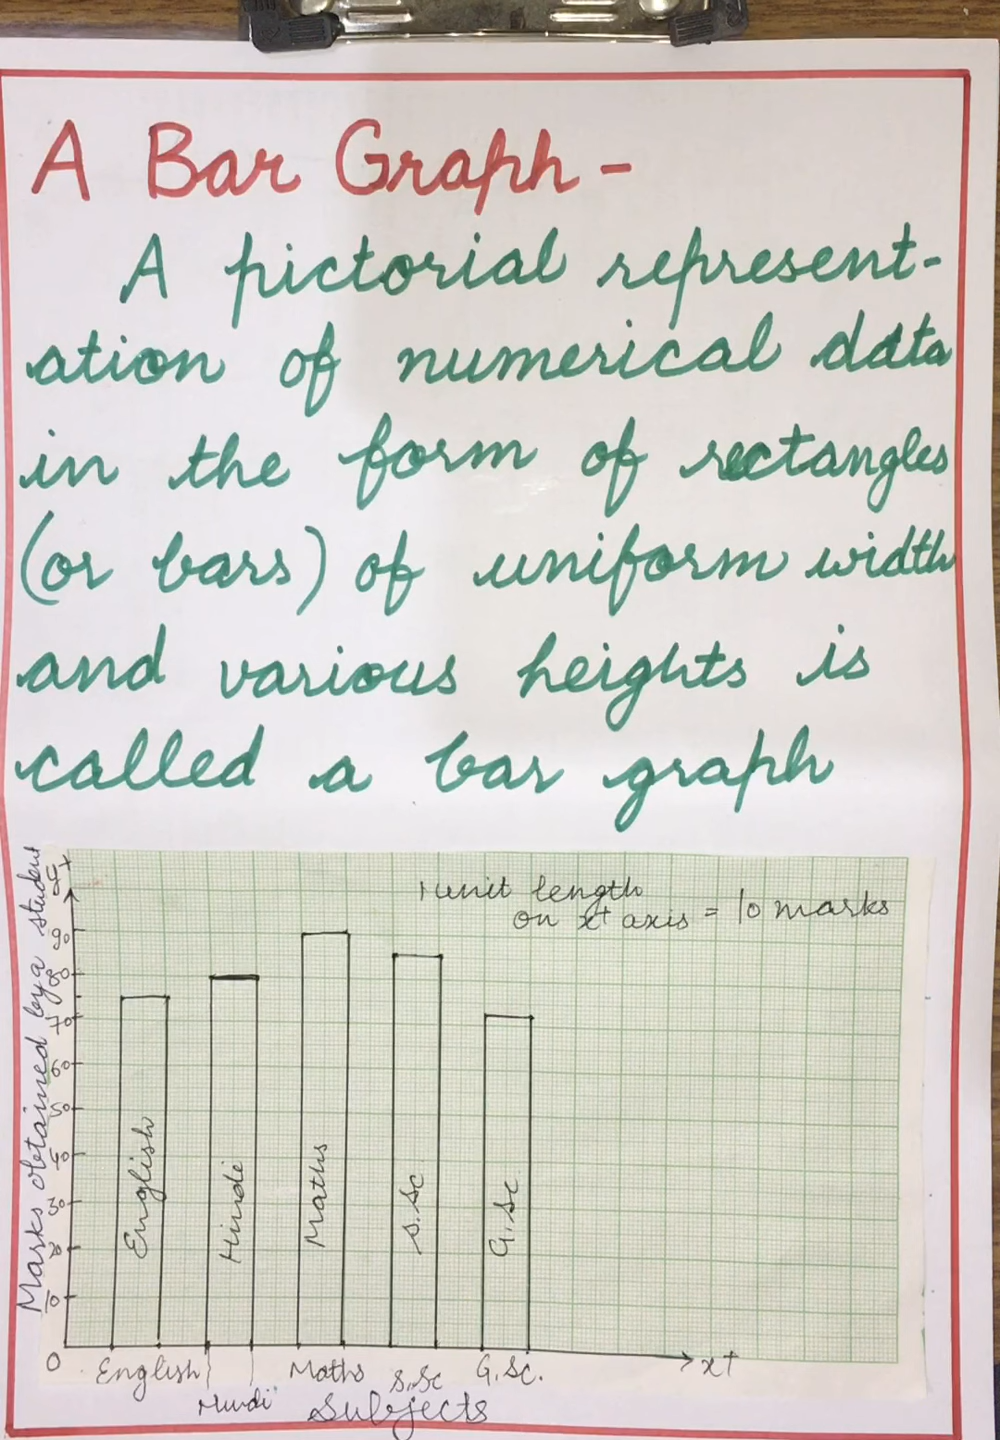 A Bar Graph -
A pictorial represent-
ation of numerical data
in the form of rectangles
(or bars) of uniform width
and various heights is
called a bar graph
Marks obtained by a student
y+
1 unit length
on x+ axis = 10 marks
90
80
70
60
50
40
30
20
10
0
English
Hindi
Maths
S.Sc
G.Sc
English
Hindi
Maths
S.Sc
G.Sc.
x+
Subjects